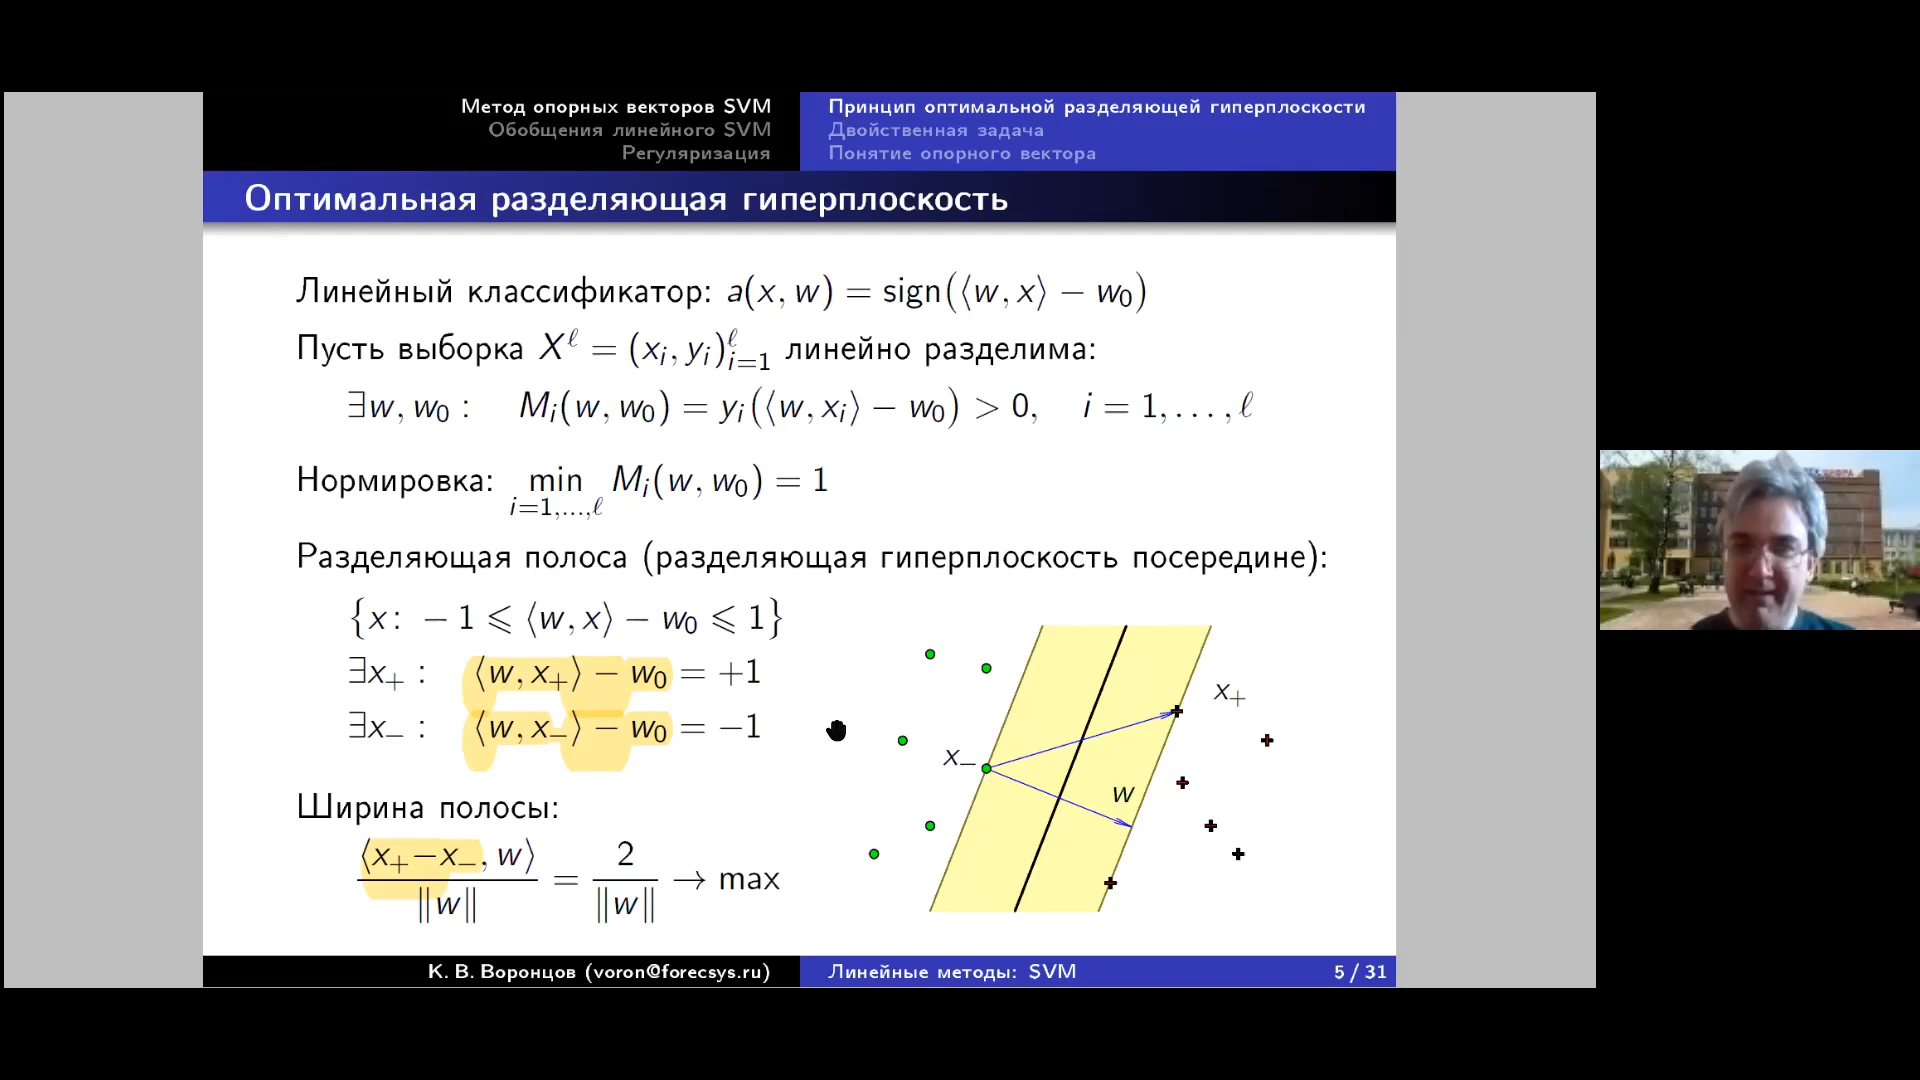 Метод опорных векторов SVM
Обобщения линейного SVM
Регуляризация
Принцип оптимальной разделяющей гиперплоскости
Двойственная задача
Понятие опорного вектора
Оптимальная разделяющая гиперплоскость
Линейный классификатор: a(x, w) = sign(⟨w, x⟩ − w₀)
Пусть выборка X^ℓ = (xᵢ, yᵢ)^ℓ_{i=1} линейно разделима:
∃w, w₀ : Mᵢ(w, w₀) = yᵢ(⟨w, xᵢ⟩ − w₀) > 0, i = 1, . . . , ℓ
Нормировка: min_{i=1,...,ℓ} Mᵢ(w, w₀) = 1
Разделяющая полоса (разделяющая гиперплоскость посередине):
{x : − 1 ⩽ ⟨w, x⟩ − w₀ ⩽ 1}
∃x₊ : ⟨w, x₊⟩ − w₀ = +1
∃x₋ : ⟨w, x₋⟩ − w₀ = −1
Ширина полосы:
⟨x₊−x₋, w⟩ / ‖w‖ = 2 / ‖w‖ → max
x₊
x₋
w
К. В. Воронцов (voron@forecsys.ru)
Линейные методы: SVM
5 / 31